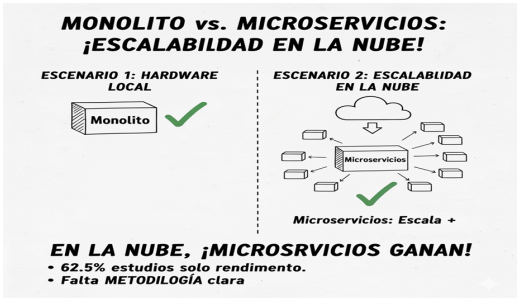 MONOLITO vs. MICROSERVICIOS:
¡ESCALABILDAD EN LA NUBE!
ESCENARIO 1: HARDWARE
LOCAL
Monolito
ESCENARIO 2: ESCALABLIDAD
EN LA NUBE
Microservicios
Microservicios: Escala +
EN LA NUBE, ¡MICROSRVICIOS GANAN!
• 62.5% estudios solo rendimento.
• Falta METODILOGÍA clara